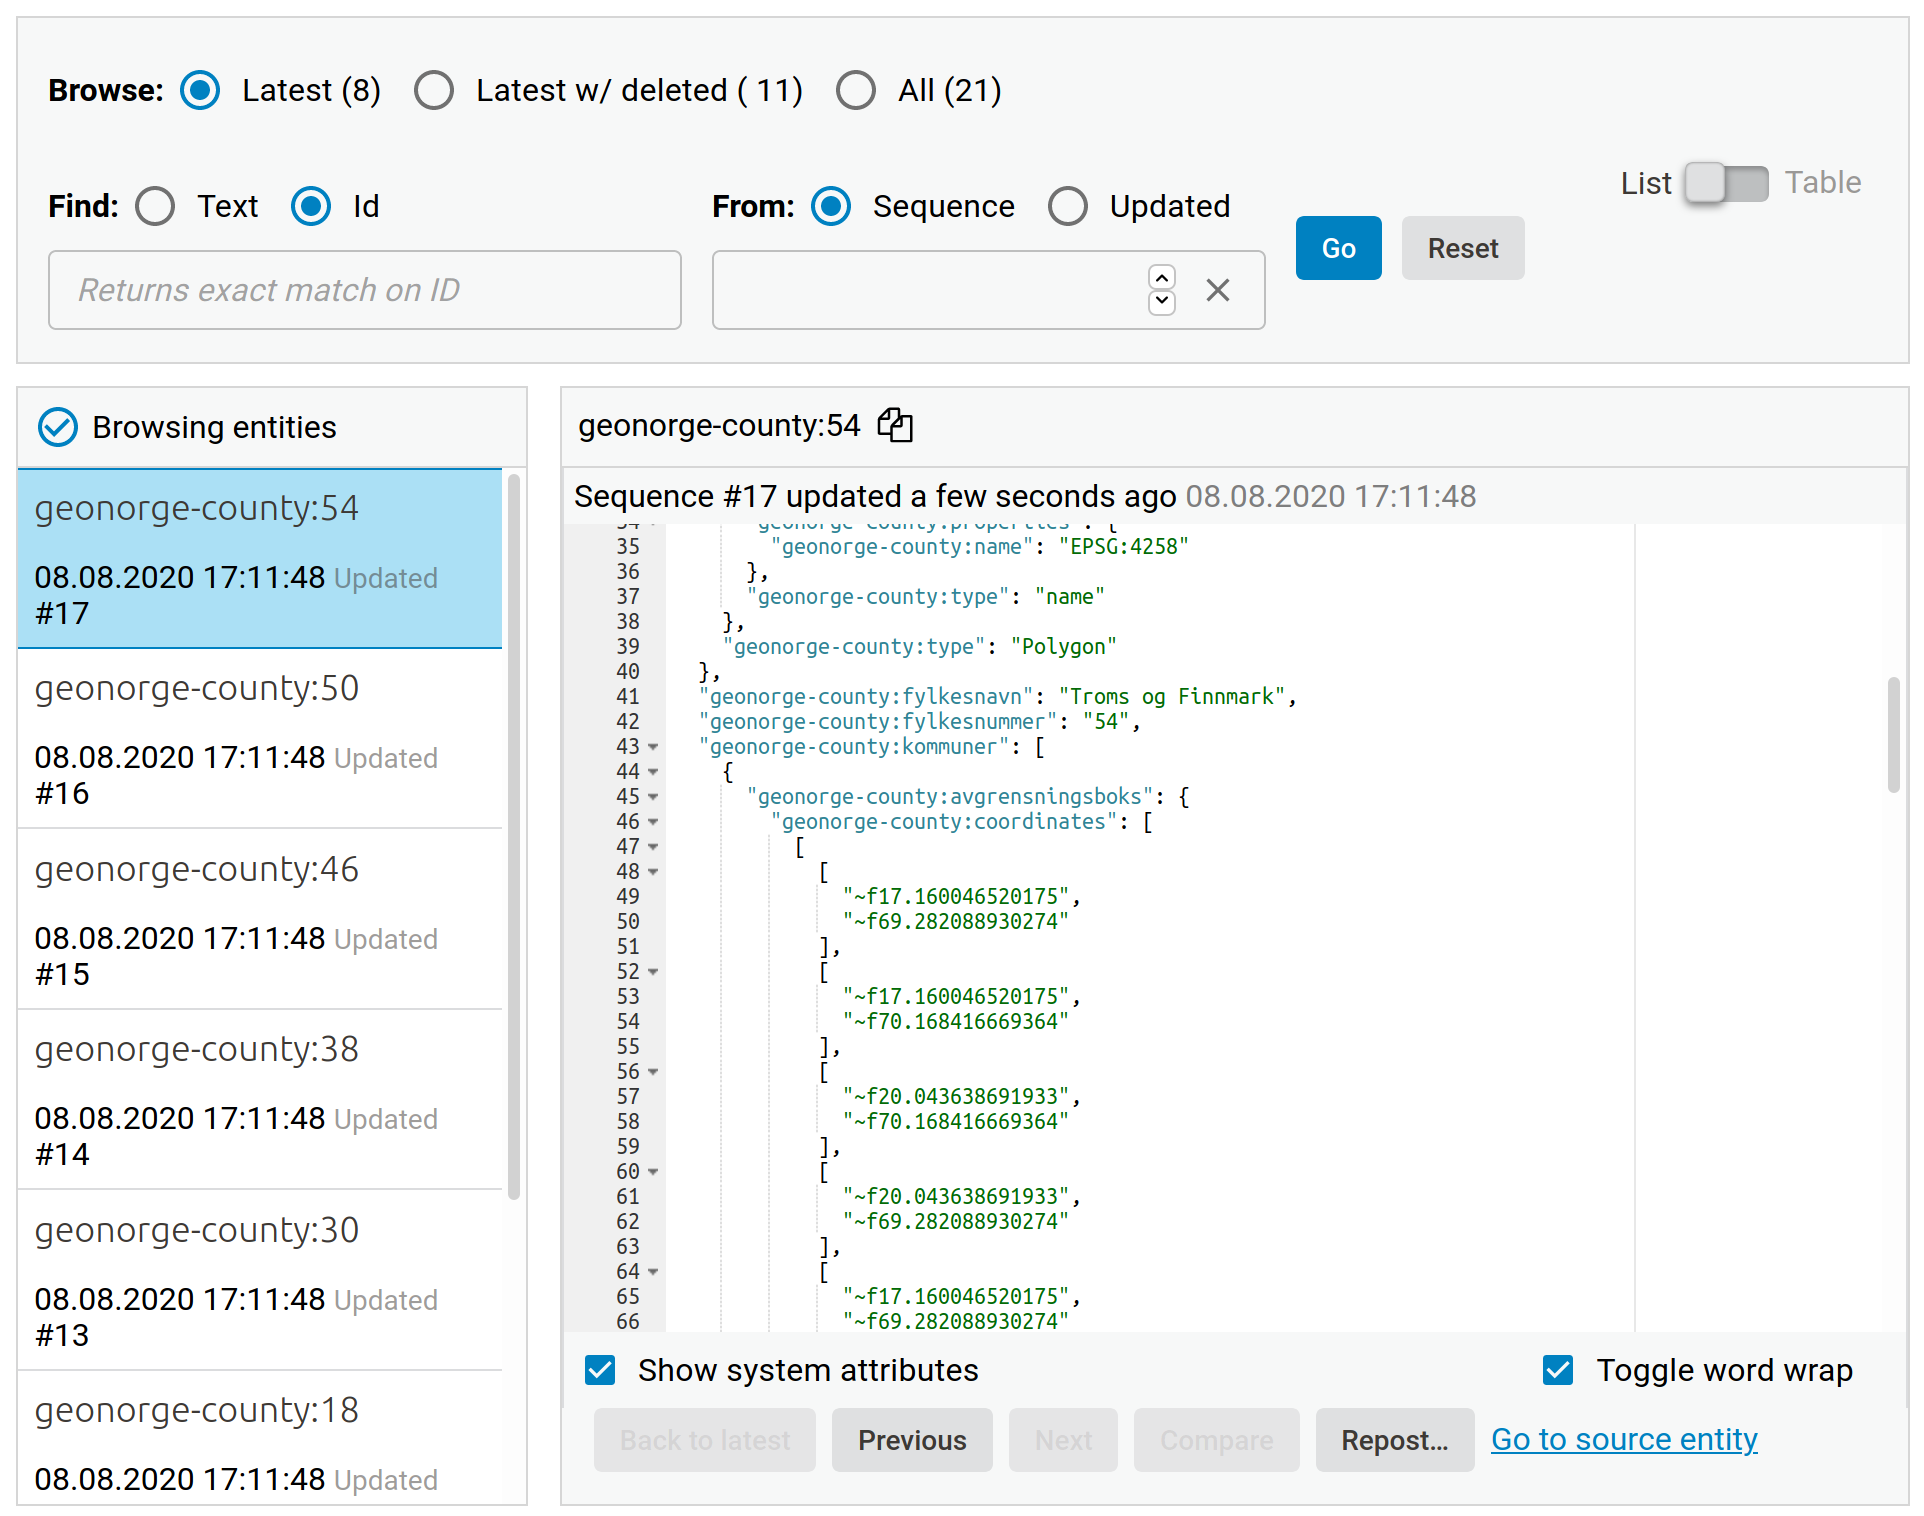 Browse: Latest (8) Latest w/ deleted ( 11) All (21)
List Table
Find: Text Id From: Sequence Updated
Go Reset
Returns exact match on ID
Browsing entities
geonorge-county:54
08.08.2020 17:11:48 Updated
#17
geonorge-county:50
08.08.2020 17:11:48 Updated
#16
geonorge-county:46
08.08.2020 17:11:48 Updated
#15
geonorge-county:38
08.08.2020 17:11:48 Updated
#14
geonorge-county:30
08.08.2020 17:11:48 Updated
#13
geonorge-county:18
08.08.2020 17:11:48 Updated
geonorge-county:54
Sequence #17 updated a few seconds ago 08.08.2020 17:11:48
34 "geonorge-county:properties": {
35 "geonorge-county:name": "EPSG:4258"
36 },
37 "geonorge-county:type": "name"
38 },
39 "geonorge-county:type": "Polygon"
40 },
41 "geonorge-county:fylkesnavn": "Troms og Finnmark",
42 "geonorge-county:fylkesnummer": "54",
43 "geonorge-county:kommuner": [
44 {
45 "geonorge-county:avgrensningsboks": {
46 "geonorge-county:coordinates": [
47 [
48 [
49 "~f17.160046520175",
50 "~f69.282088930274"
51 ],
52 [
53 "~f17.160046520175",
54 "~f70.168416669364"
55 ],
56 [
57 "~f20.043638691933",
58 "~f70.168416669364"
59 ],
60 [
61 "~f20.043638691933",
62 "~f69.282088930274"
63 ],
64 [
65 "~f17.160046520175",
66 "~f69.282088930274"
Show system attributes Toggle word wrap
Back to latest Previous Next Compare Repost... Go to source entity